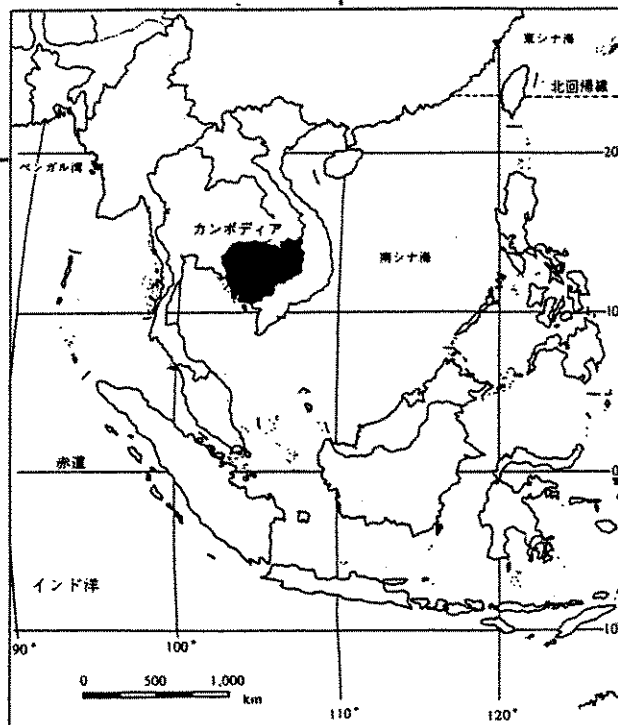 東シナ海
北回帰線
20
ベンガル湾
カンボディア
南シナ海
10
赤道
0
インド洋
10
90°
100°
110°
120°
0 500 1,000
km